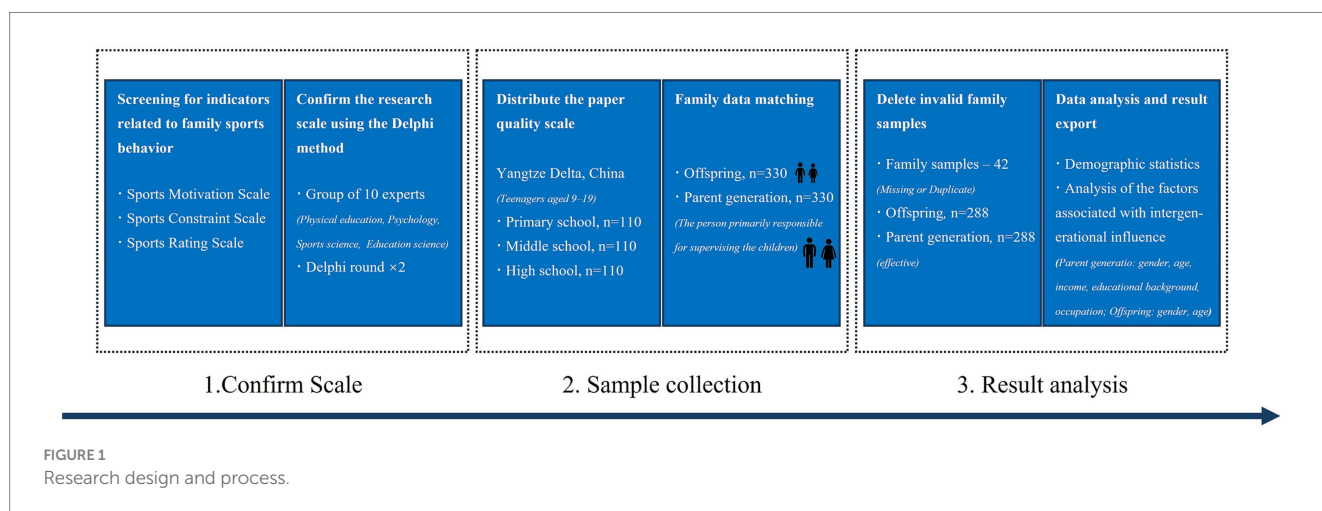 Screening for indicators
related to family sports
behavior
· Sports Motivation Scale
· Sports Constraint Scale
· Sports Rating Scale
Confirm the research
scale using the Delphi
method
· Group of 10 experts
(Physical education, Psychology,
Sports science, Education science)
· Delphi round ×2
Distribute the paper
quality scale
Yangtze Delta, China
(Teenagers aged 9–19)
· Primary school, n=110
· Middle school, n=110
· High school, n=110
Family data matching
· Offspring, n=330
· Parent generation, n=330
(The person primarily responsible
for supervising the children)
Delete invalid family
samples
· Family samples – 42
(Missing or Duplicate)
· Offspring, n=288
· Parent generation, n=288
(effective)
Data analysis and result
export
· Demographic statistics
· Analysis of the factors
associated with intergen-
erational influence
(Parent generatio: gender, age,
income, educational background,
occupation; Offspring: gender, age)
1.Confirm Scale
2. Sample collection
3. Result analysis
FIGURE 1
Research design and process.